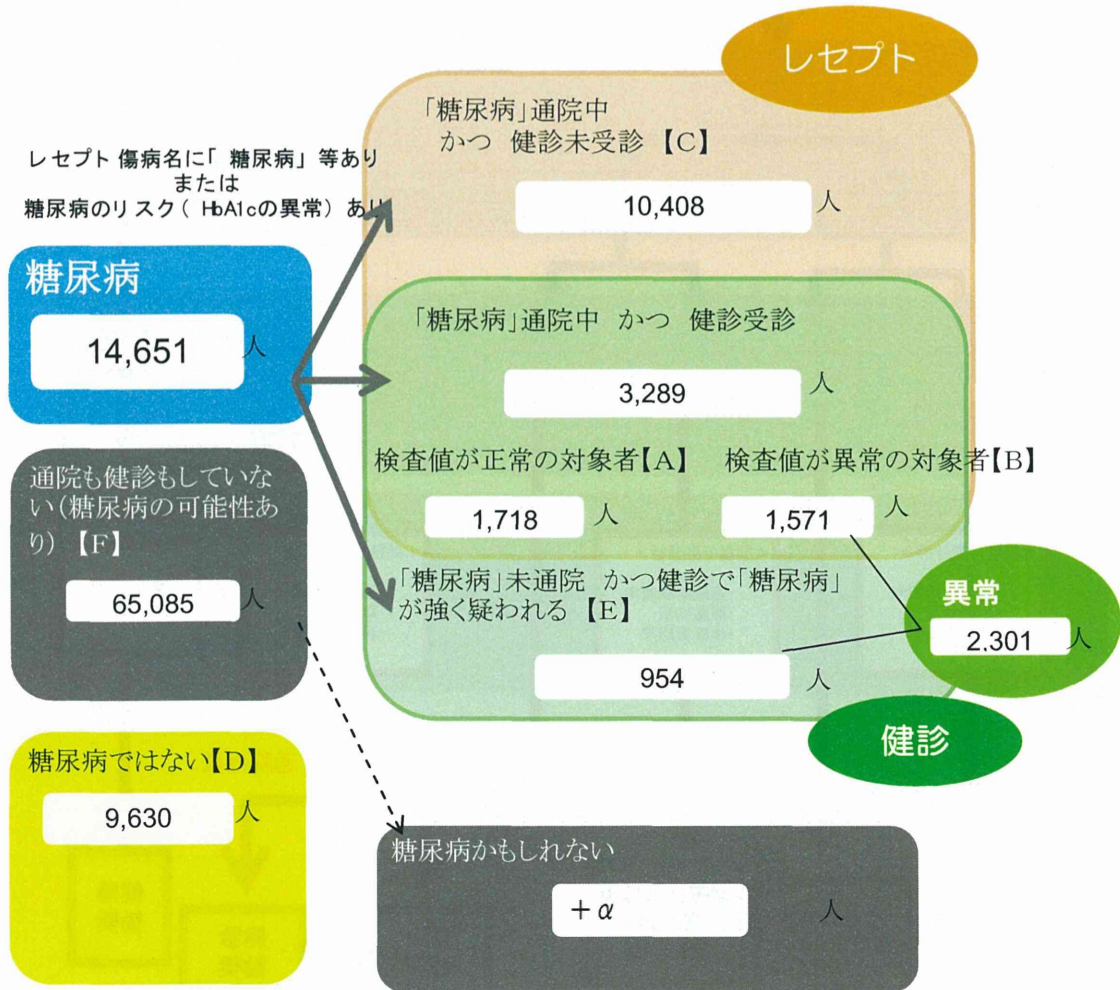 レセプト
「糖尿病」通院中
かつ 健診未受診 【C】
10,408 人
レセプト 傷病名に「 糖尿病」 等あり
または
糖尿病のリスク( HbA1cの異常) あり
糖尿病
14,651 人
「糖尿病」通院中 かつ 健診受診
3,289 人
検査値が正常の対象者【A】 検査値が異常の対象者【B】
1,718 人 1,571 人
通院も健診もしていな
い(糖尿病の可能性あ
り) 【F】
65,085 人
「糖尿病」未通院 かつ健診で「糖尿病」
が強く疑われる 【E】
954 人
異常
2,301 人
健診
糖尿病ではない【D】
9,630 人
糖尿病かもしれない
+α 人